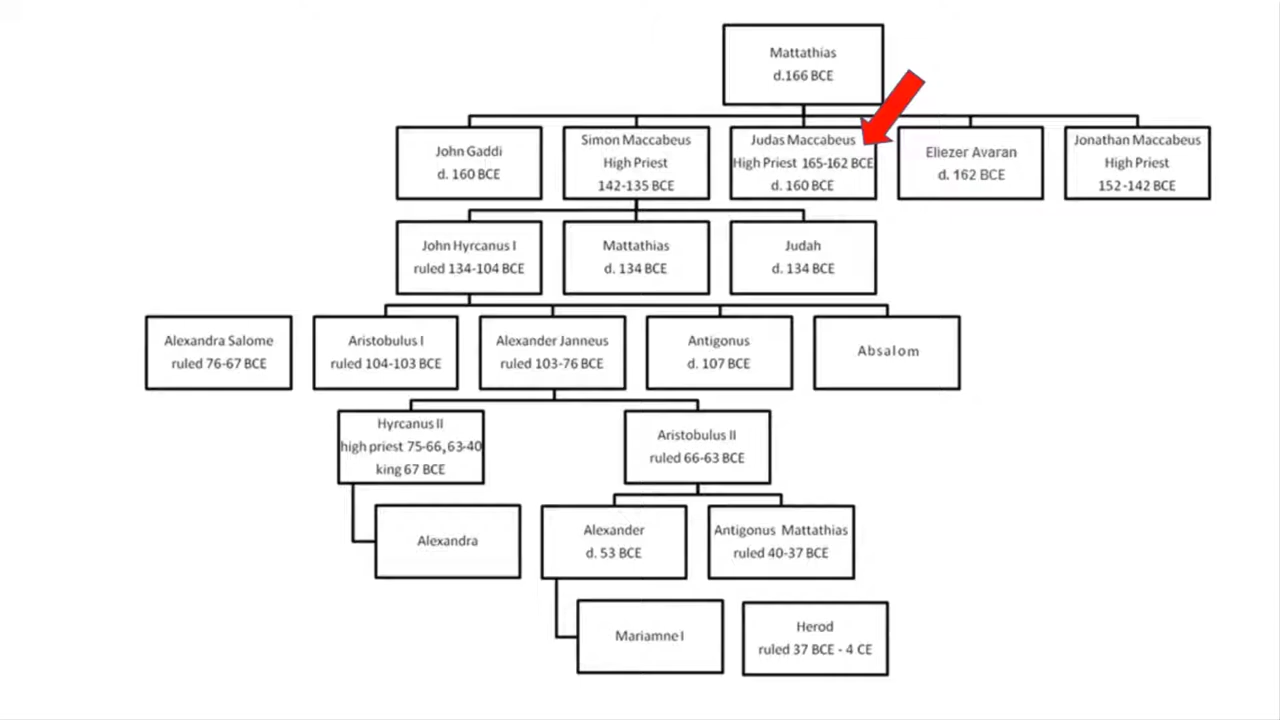 Mattathias
d.166 BCE
John Gaddi
d. 160 BCE
Simon Maccabeus
High Priest
142-135 BCE
Judas Maccabeus
High Priest 165-162 BCE
d. 160 BCE
Eliezer Avaran
d. 162 BCE
Jonathan Maccabeus
High Priest
152-142 BCE
John Hyrcanus I
ruled 134-104 BCE
Mattathias
d. 134 BCE
Judah
d. 134 BCE
Alexandra Salome
ruled 76-67 BCE
Aristobulus I
ruled 104-103 BCE
Alexander Janneus
ruled 103-76 BCE
Antigonus
d. 107 BCE
Absalom
Hyrcanus II
high priest 75-66, 63-40
king 67 BCE
Aristobulus II
ruled 66-63 BCE
Alexandra
Alexander
d. 53 BCE
Antigonus Mattathias
ruled 40-37 BCE
Mariamne I
Herod
ruled 37 BCE - 4 CE